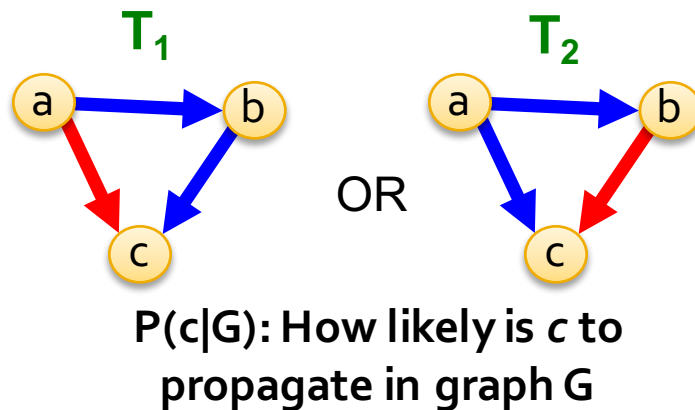 T1 T2
a b a b
OR
c c
P(c|G): How likely is c to
propagate in graph G